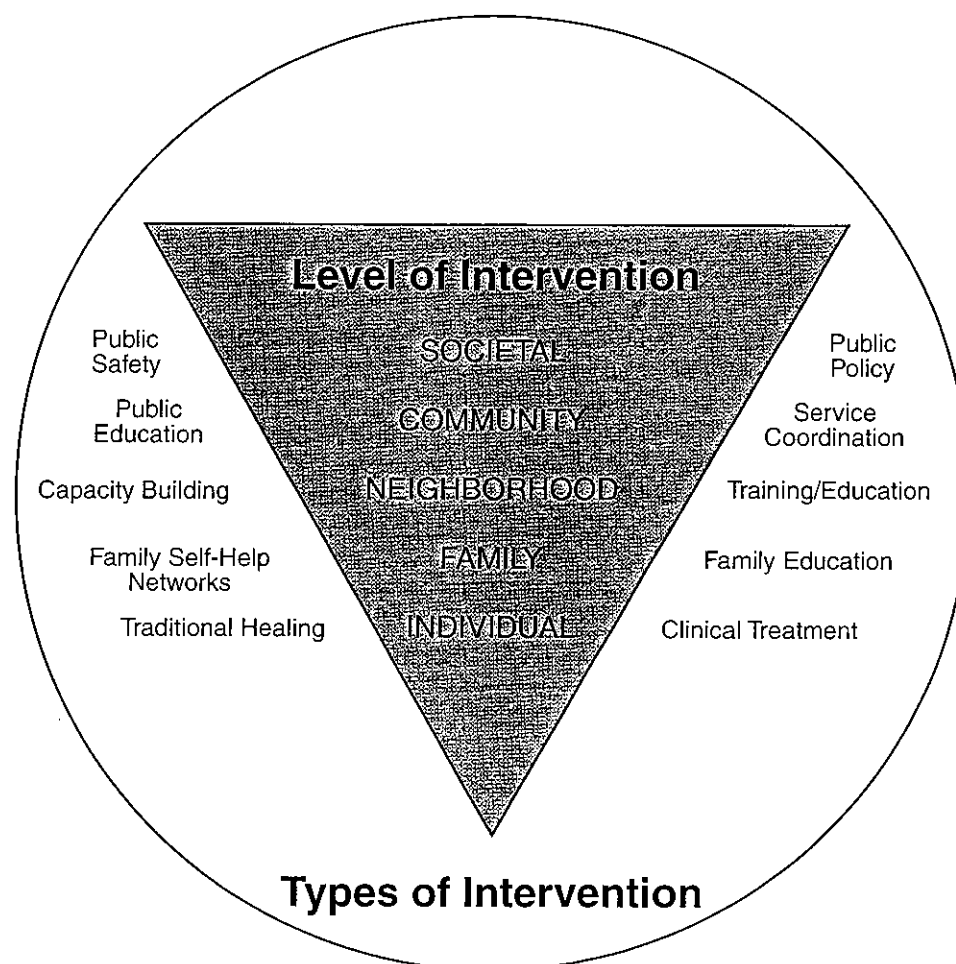 Level of Intervention
Public
Safety
SOCIETAL
Public
Policy
Public
Education
COMMUNITY
Service
Coordination
Capacity Building
NEIGHBORHOOD
Training/Education
Family Self-Help
Networks
FAMILY
Family Education
Traditional Healing
INDIVIDUAL
Clinical Treatment
Types of Intervention